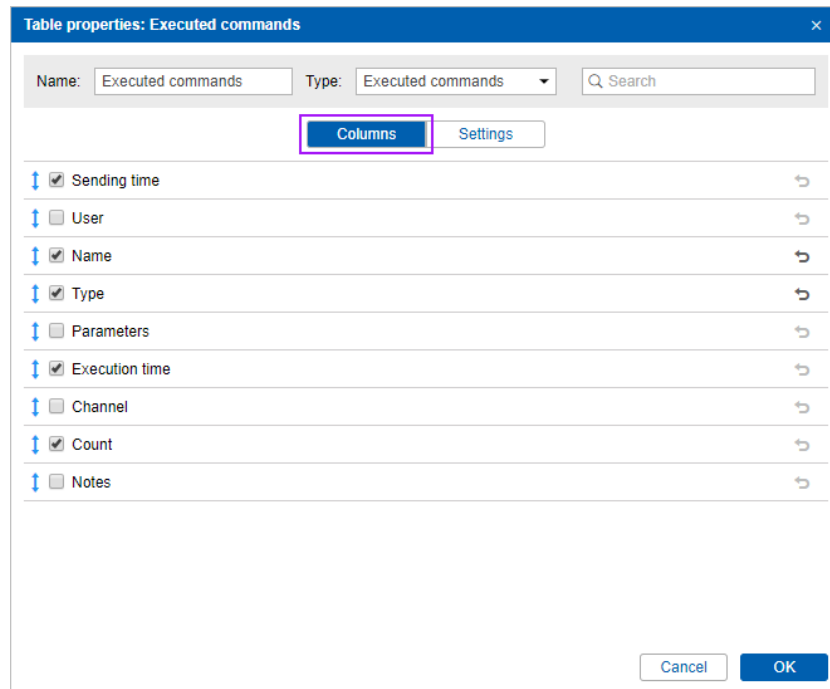 Table properties: Executed commands ×
Name: Executed commands Type: Executed commands Search
Columns Settings
Sending time
User
Name
Type
Parameters
Execution time
Channel
Count
Notes
Cancel OK